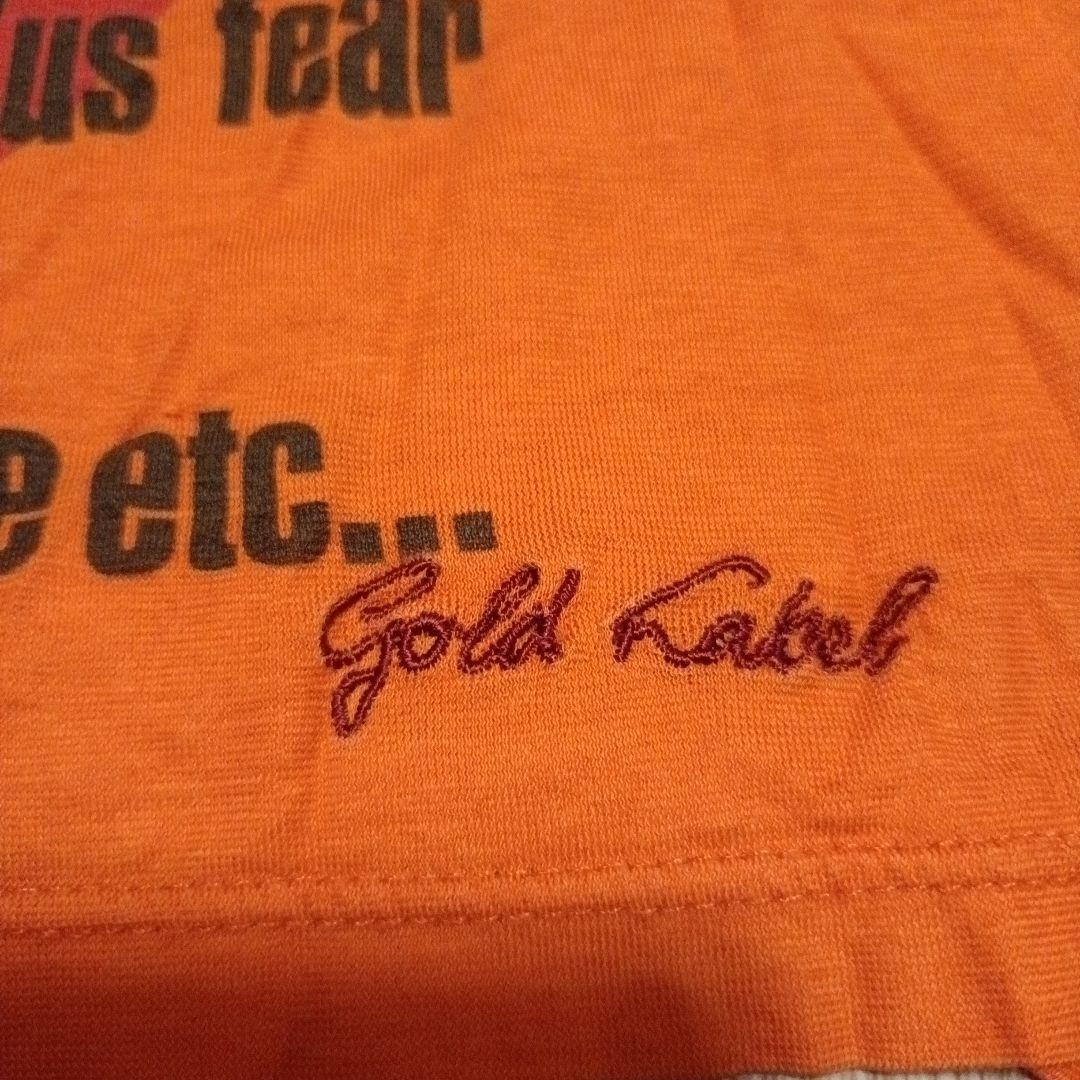 us fear
e etc...
Gold Label